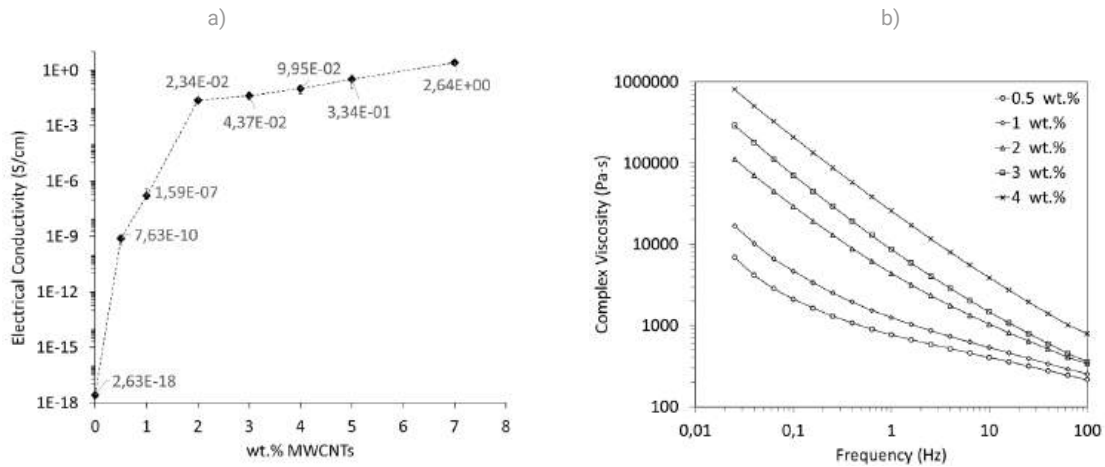 a)
Electrical Conductivity (S/cm)
1E+0
1E-3
1E-6
1E-9
1E-12
1E-15
1E-18
2,34E-02
9,95E-02
4,37E-02
3,34E-01
2,64E+00
1,59E-07
7,63E-10
2,63E-18
0 1 2 3 4 5 6 7 8
wt.% MWCNTs
b)
Complex Viscosity (Pa·s)
1000000
100000
10000
1000
100
0.5 wt.%
1 wt.%
2 wt.%
3 wt.%
4 wt.%
0,01 0,1 1 10 100
Frequency (Hz)